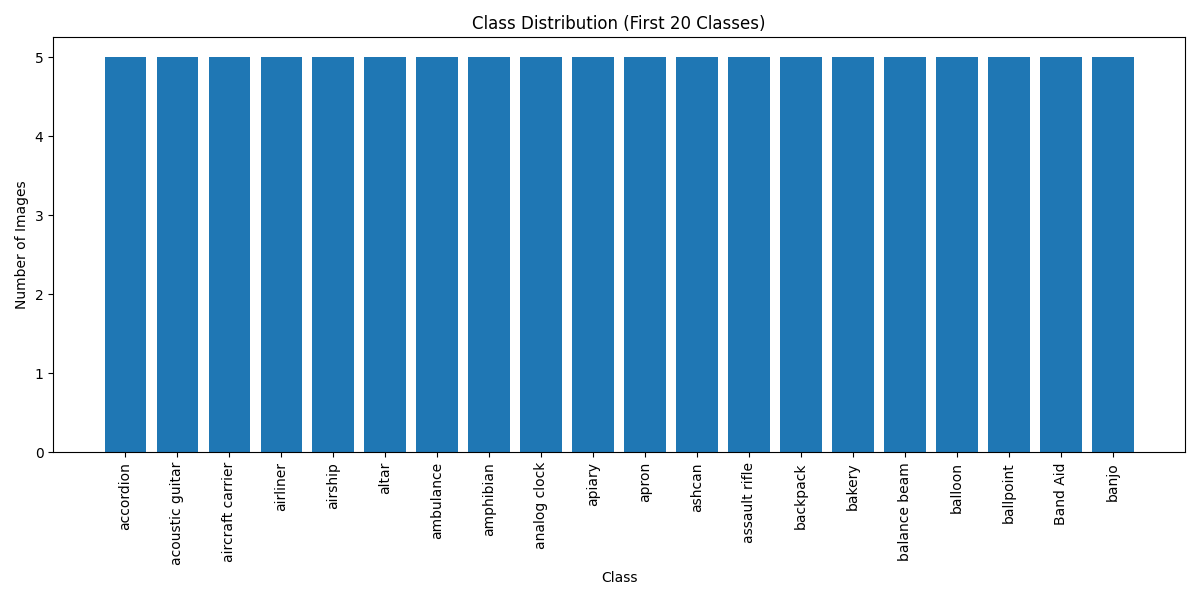 Class Distribution (First 20 Classes)
Number of Images
5
4
3
2
1
0
accordion
acoustic guitar
aircraft carrier
airliner
airship
altar
ambulance
amphibian
analog clock
apiary
apron
ashcan
assault rifle
backpack
bakery
balance beam
balloon
ballpoint
Band Aid
banjo
Class